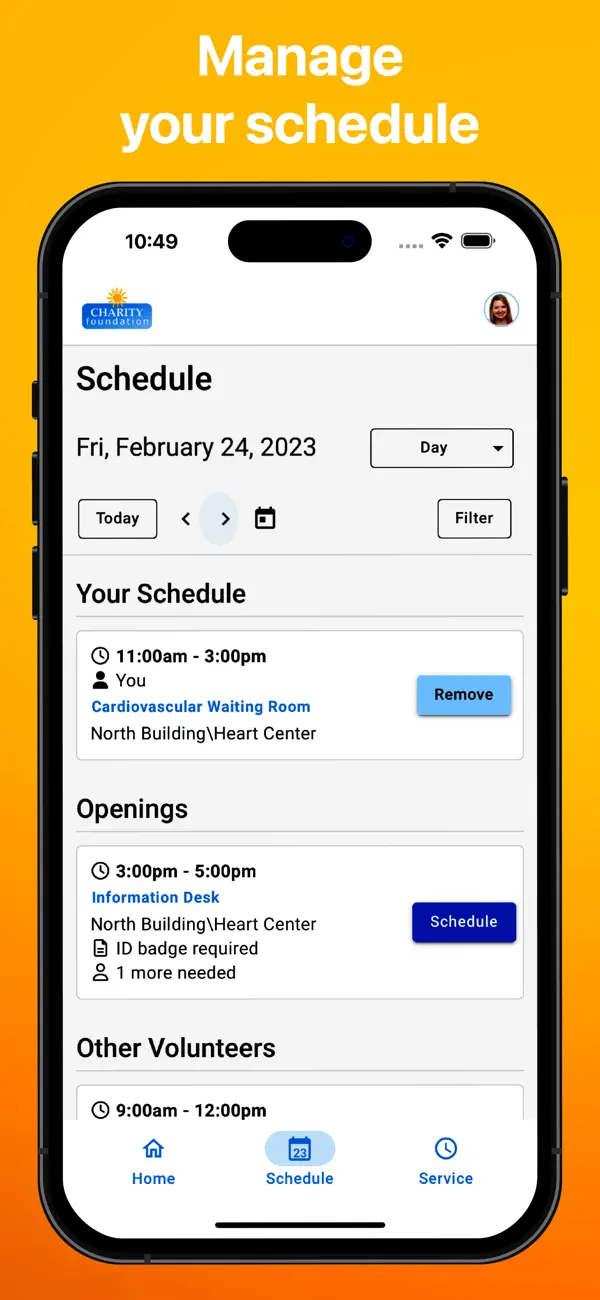 Manage
your schedule
10:49
CHARITY
foundation
Schedule
Fri, February 24, 2023
Day
Today
Filter
Your Schedule
11:00am - 3:00pm
You
Cardiovascular Waiting Room
Remove
North Building\Heart Center
Openings
3:00pm - 5:00pm
Information Desk
North Building\Heart Center
Schedule
ID badge required
1 more needed
Other Volunteers
9:00am - 12:00pm
23
Home
Schedule
Service